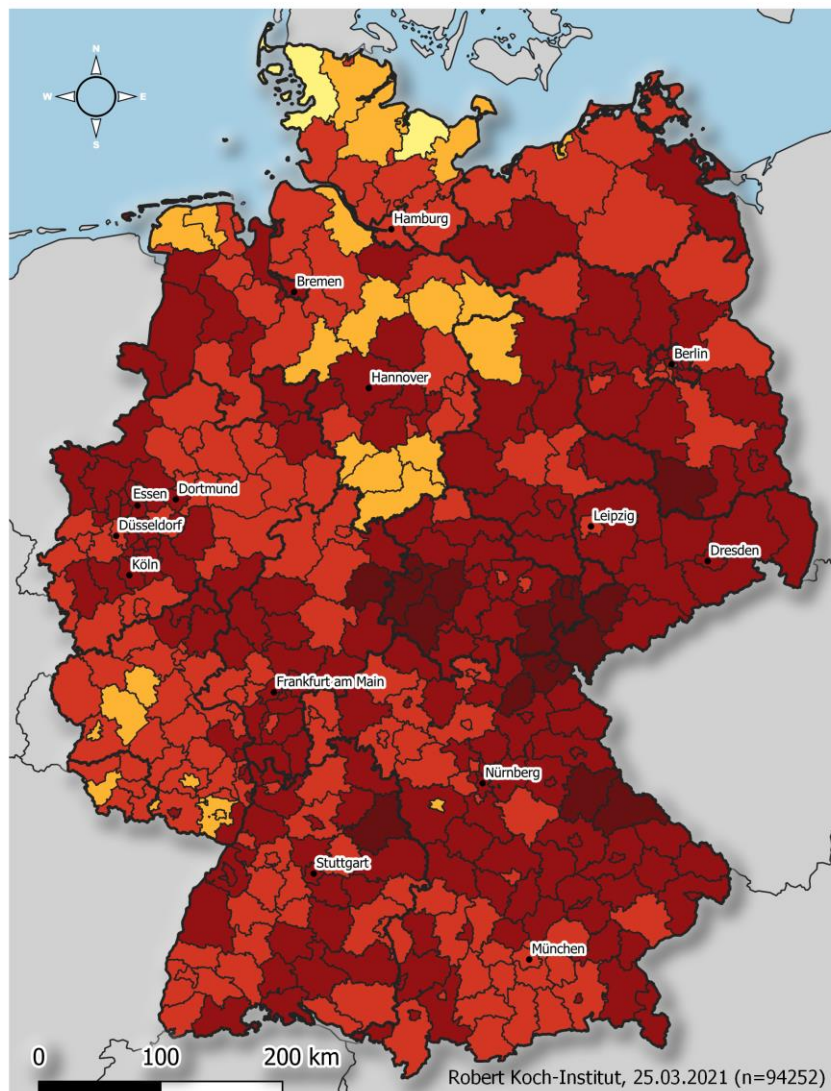 N
W E
S
Hamburg
Bremen
Berlin
Hannover
Essen
Dortmund
Düsseldorf
Leipzig
Köln
Dresden
Frankfurt am Main
Nürnberg
Stuttgart
München
0 100 200 km
Robert Koch-Institut, 25.03.2021 (n=94252)